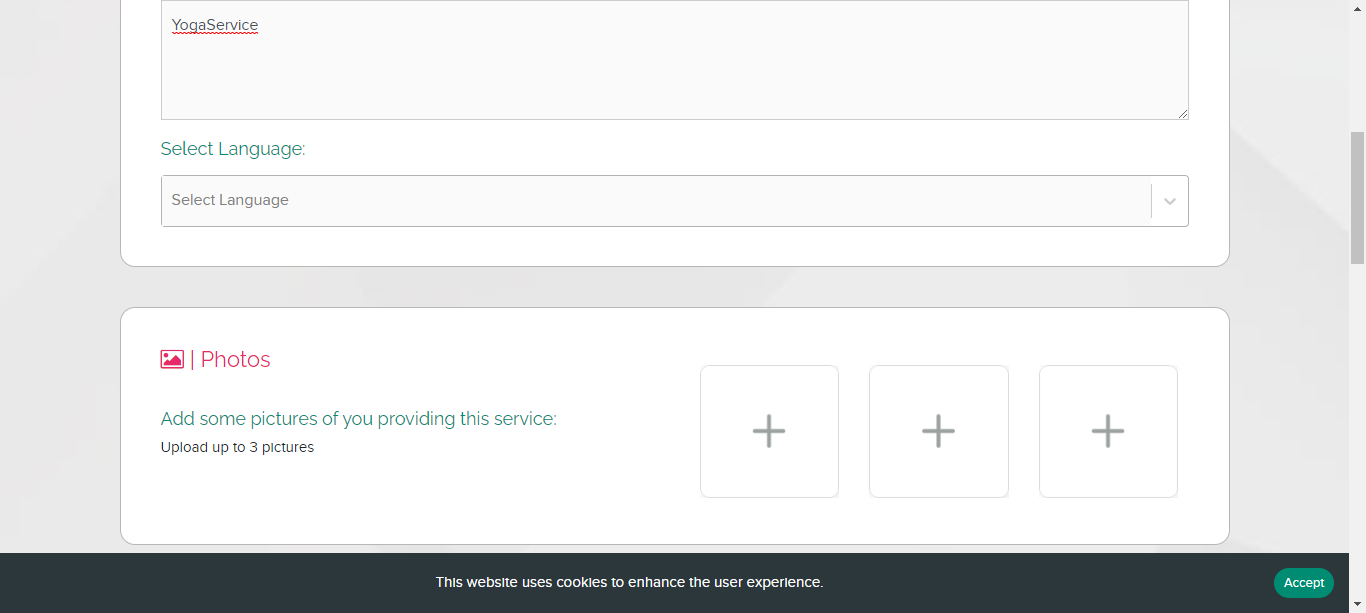 YogaService
Select Language:
Select Language
| Photos
Add some pictures of you providing this service:
Upload up to 3 pictures
This website uses cookies to enhance the user experience.
Accept